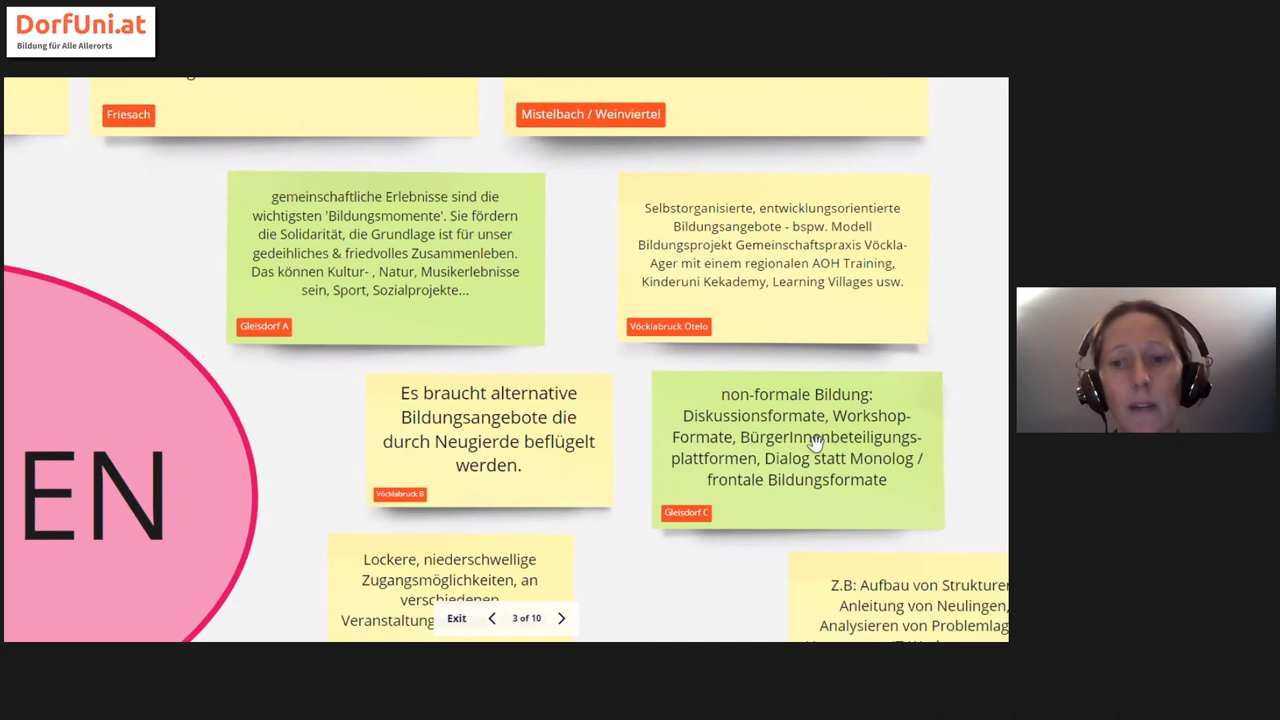 DorfUni.at
Bildung für Alle Allerorts
Friesach
Mistelbach / Weinviertel
gemeinschaftliche Erlebnisse sind die
wichtigsten 'Bildungsmomente'. Sie fördern
die Solidarität, die Grundlage ist für unser
gedeihliches & friedvolles Zusammenleben.
Das können Kultur- , Natur, Musikerlebnisse
sein, Sport, Sozialprojekte...
Gleisdorf A
Selbstorganisierte, entwicklungsorientierte
Bildungsangebote - bspw. Modell
Bildungsprojekt Gemeinschaftspraxis Vöckla-
Ager mit einem regionalen AOH Training,
Kinderuni Kekademy, Learning Villages usw.
Vöcklabruck Otelo
Es braucht alternative
Bildungsangebote die
durch Neugierde beflügelt
werden.
Vöcklabruck B
non-formale Bildung:
Diskussionsformate, Workshop-
Formate, BürgerInnenbeteiligungs-
plattformen, Dialog statt Monolog /
frontale Bildungsformate
Gleisdorf C
EN
Lockere, niederschwellige
Zugangsmöglichkeiten, an
verschiedenen
Veranstaltung
Z.B: Aufbau von Strukturen
Anleitung von Neulingen,
Analysieren von Problemlag
Exit
3 of 10